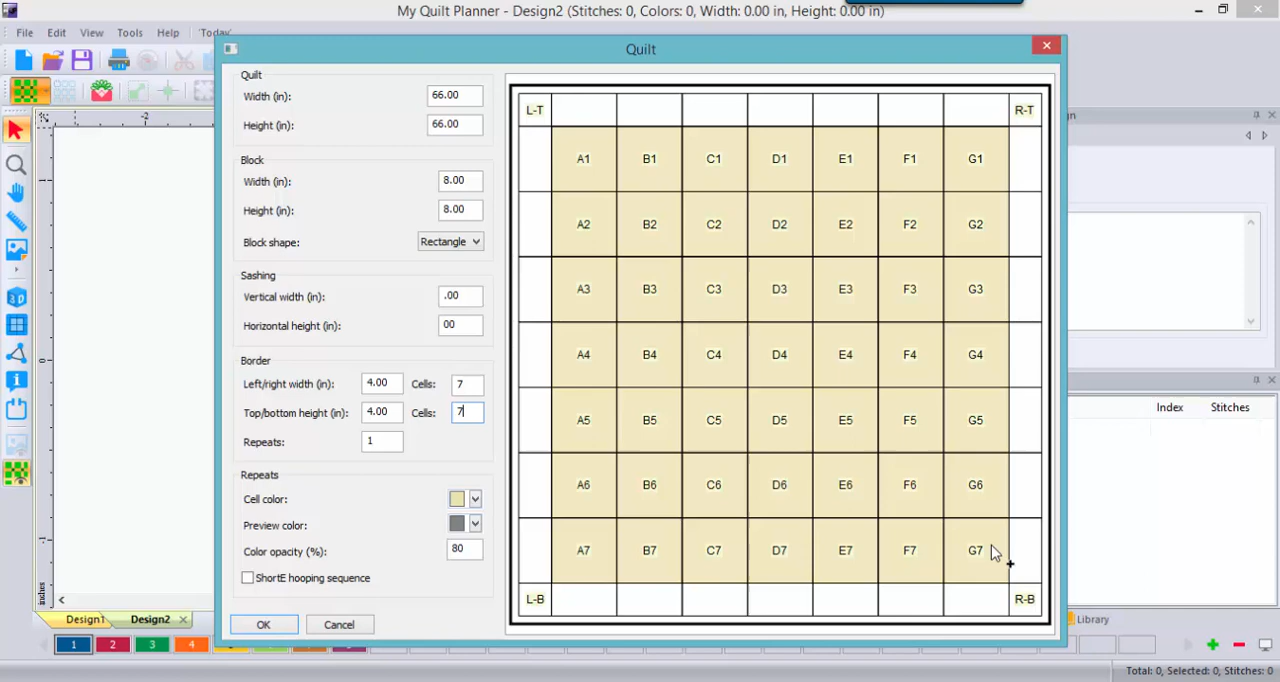 My Quilt Planner - Design2 (Stitches: 0, Colors: 0, Width: 0.00 in, Height: 0.00 in)
File Edit View Tools Help 'Today'
Quilt
Quilt
Width (in): 66.00
Height (in): 66.00
Block
Width (in): 8.00
Height (in): 8.00
Block shape: Rectangle
Sashing
Vertical width (in): .00
Horizontal height (in): 00
Border
Left/right width (in): 4.00 Cells: 7
Top/bottom height (in): 4.00 Cells: 7
Repeats: 1
Repeats
Cell color:
Preview color:
Color opacity (%): 80
ShortE hooping sequence
OK Cancel
L-T R-T
A1 B1 C1 D1 E1 F1 G1
A2 B2 C2 D2 E2 F2 G2
A3 B3 C3 D3 E3 F3 G3
A4 B4 C4 D4 E4 F4 G4
A5 B5 C5 D5 E5 F5 G5
A6 B6 C6 D6 E6 F6 G6
A7 B7 C7 D7 E7 F7 G7
L-B R-B
-2
0
inches
3D
Index Stitches
Design1 Design2
Library
1 2 3 4
Total: 0, Selected: 0, Stitches: 0